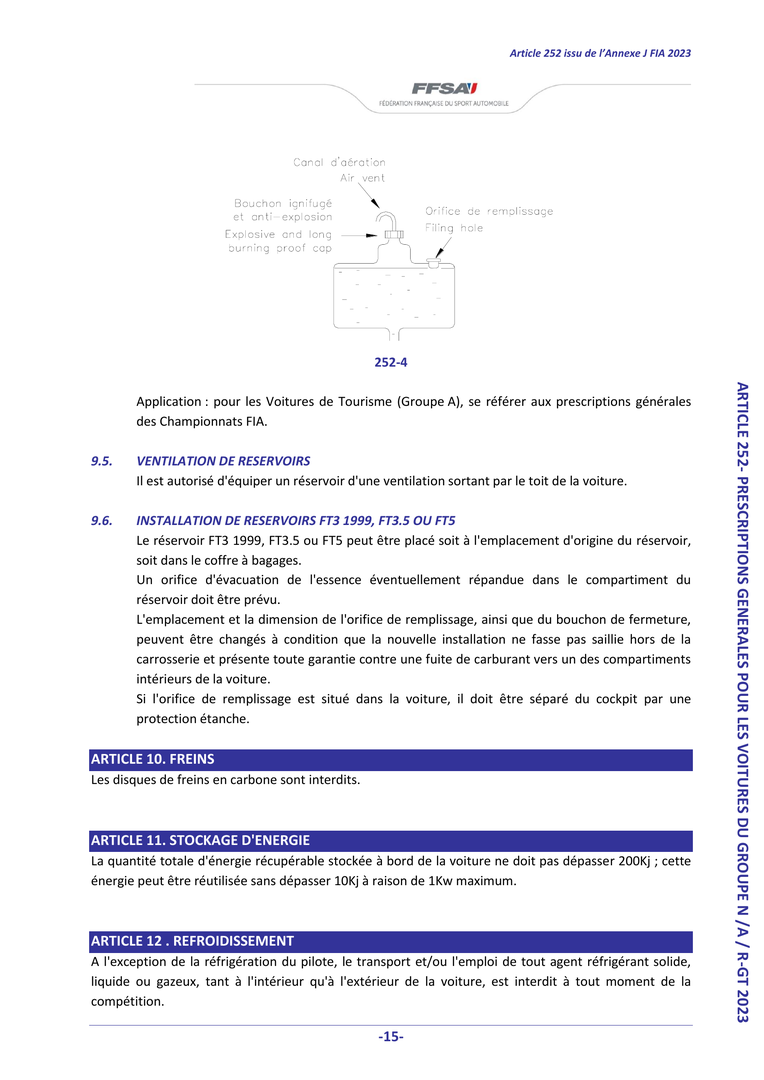 Article 252 issu de l'Annexe J FIA 2023
FFSA
FÉDÉRATION FRANÇAISE DU SPORT AUTOMOBILE
Canal d'aération
Air vent
Bouchon ignifugé
et anti-explosion
Explosive and long
burning proof cap
Orifice de remplissage
Filing hole
252-4
Application : pour les Voitures de Tourisme (Groupe A), se référer aux prescriptions générales
des Championnats FIA.
9.5. VENTILATION DE RESERVOIRS
Il est autorisé d'équiper un réservoir d'une ventilation sortant par le toit de la voiture.
9.6. INSTALLATION DE RESERVOIRS FT3 1999, FT3.5 OU FT5
Le réservoir FT3 1999, FT3.5 ou FT5 peut être placé soit à l'emplacement d'origine du réservoir,
soit dans le coffre à bagages.
Un orifice d'évacuation de l'essence éventuellement répandue dans le compartiment du
réservoir doit être prévu.
L'emplacement et la dimension de l'orifice de remplissage, ainsi que du bouchon de fermeture,
peuvent être changés à condition que la nouvelle installation ne fasse pas saillie hors de la
carrosserie et présente toute garantie contre une fuite de carburant vers un des compartiments
intérieurs de la voiture.
Si l'orifice de remplissage est situé dans la voiture, il doit être séparé du cockpit par une
protection étanche.
ARTICLE 10. FREINS
Les disques de freins en carbone sont interdits.
ARTICLE 11. STOCKAGE D'ENERGIE
La quantité totale d'énergie récupérable stockée à bord de la voiture ne doit pas dépasser 200Kj ; cette
énergie peut être réutilisée sans dépasser 10Kj à raison de 1Kw maximum.
ARTICLE 12 . REFROIDISSEMENT
A l'exception de la réfrigération du pilote, le transport et/ou l'emploi de tout agent réfrigérant solide,
liquide ou gazeux, tant à l'intérieur qu'à l'extérieur de la voiture, est interdit à tout moment de la
compétition.
-15-
ARTICLE 252- PRESCRIPTIONS GENERALES POUR LES VOITURES DU GROUPE N /A / R-GT 2023